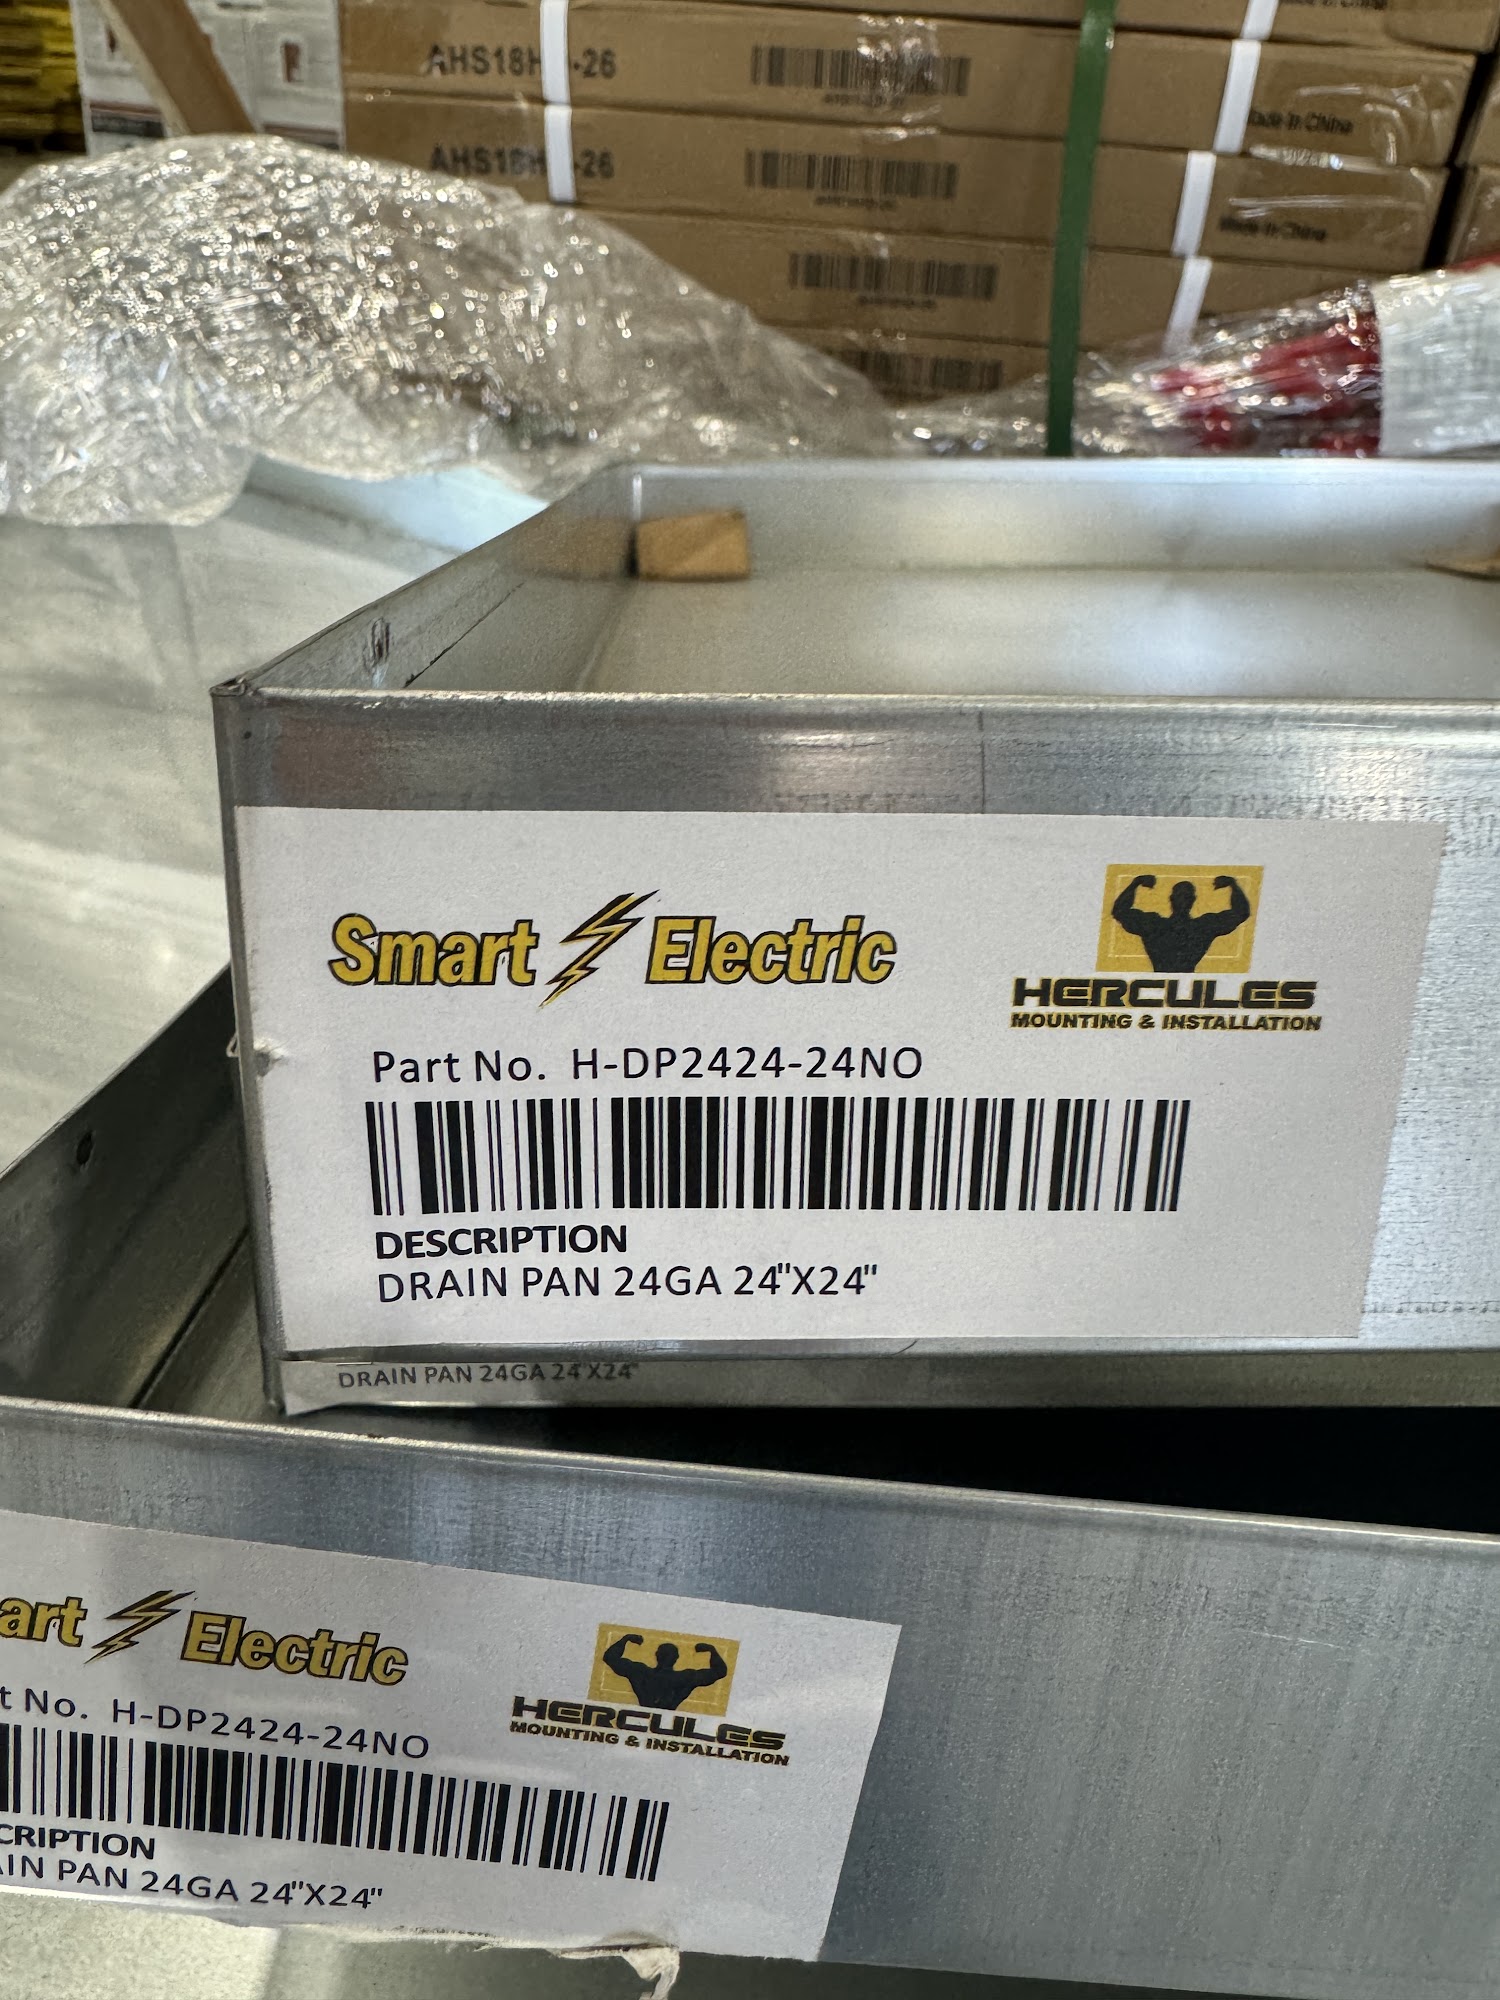 -26
Made in China
AHS18H -26
Made in China
Smart Electric
HERCULES
MOUNTING & INSTALLATION
Part No. H-DP2424-24NO
DESCRIPTION
DRAIN PAN 24GA 24"X24"
DRAIN PAN 24GA 24"X24"
art Electric
HERCULES
MOUNTING & INSTALLATION
t No. H-DP2424-24NO
CRIPTION
IN PAN 24GA 24"X24"